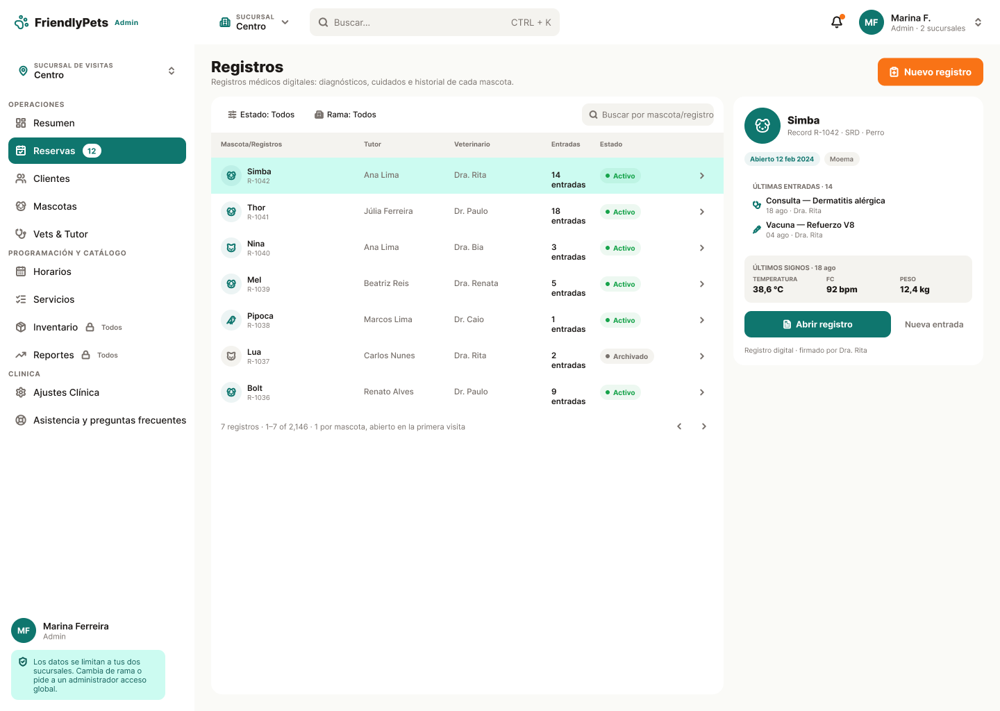 FriendlyPets Admin
SUCURSAL
Centro
Buscar...
CTRL + K
MF
Marina F.
Admin · 2 sucursales
SUCURSAL DE VISITAS
Centro
OPERACIONES
Resumen
Reservas 12
Clientes
Mascotas
Vets & Tutor
PROGRAMACIÓN Y CATÁLOGO
Horarios
Servicios
Inventario Todos
Reportes Todos
CLINICA
Ajustes Clínica
Asistencia y preguntas frecuentes
MF
Marina Ferreira
Admin
Los datos se limitan a tus dos
sucursales. Cambia de rama o
pide a un administrador acceso
global.
Registros
Registros médicos digitales: diagnósticos, cuidados e historial de cada mascota.
Nuevo registro
Estado: Todos
Rama: Todos
Buscar por mascota/registro
Mascota/Registros Tutor Veterinario Entradas Estado
Simba
R-1042
Ana Lima
Dra. Rita
14
entradas
Activo
Thor
R-1041
Júlia Ferreira
Dr. Paulo
18
entradas
Activo
Nina
R-1040
Ana Lima
Dra. Bia
3
entradas
Activo
Mel
R-1039
Beatriz Reis
Dra. Renata
5
entradas
Activo
Pipoca
R-1038
Marcos Lima
Dr. Caio
1
entradas
Activo
Lua
R-1037
Carlos Nunes
Dra. Rita
2
entradas
Archivado
Bolt
R-1036
Renato Alves
Dr. Paulo
9
entradas
Activo
7 registros · 1–7 of 2,146 · 1 por mascota, abierto en la primera visita
Simba
Record R-1042 · SRD · Perro
Abierto 12 feb 2024
Moema
ÚLTIMAS ENTRADAS · 14
Consulta — Dermatitis alérgica
18 ago · Dra. Rita
Vacuna — Refuerzo V8
04 ago · Dra. Rita
ÚLTIMOS SIGNOS · 18 ago
TEMPERATURA FC PESO
38,6 °C 92 bpm 12,4 kg
Abrir registro
Nueva entrada
Registro digital · firmado por Dra. Rita